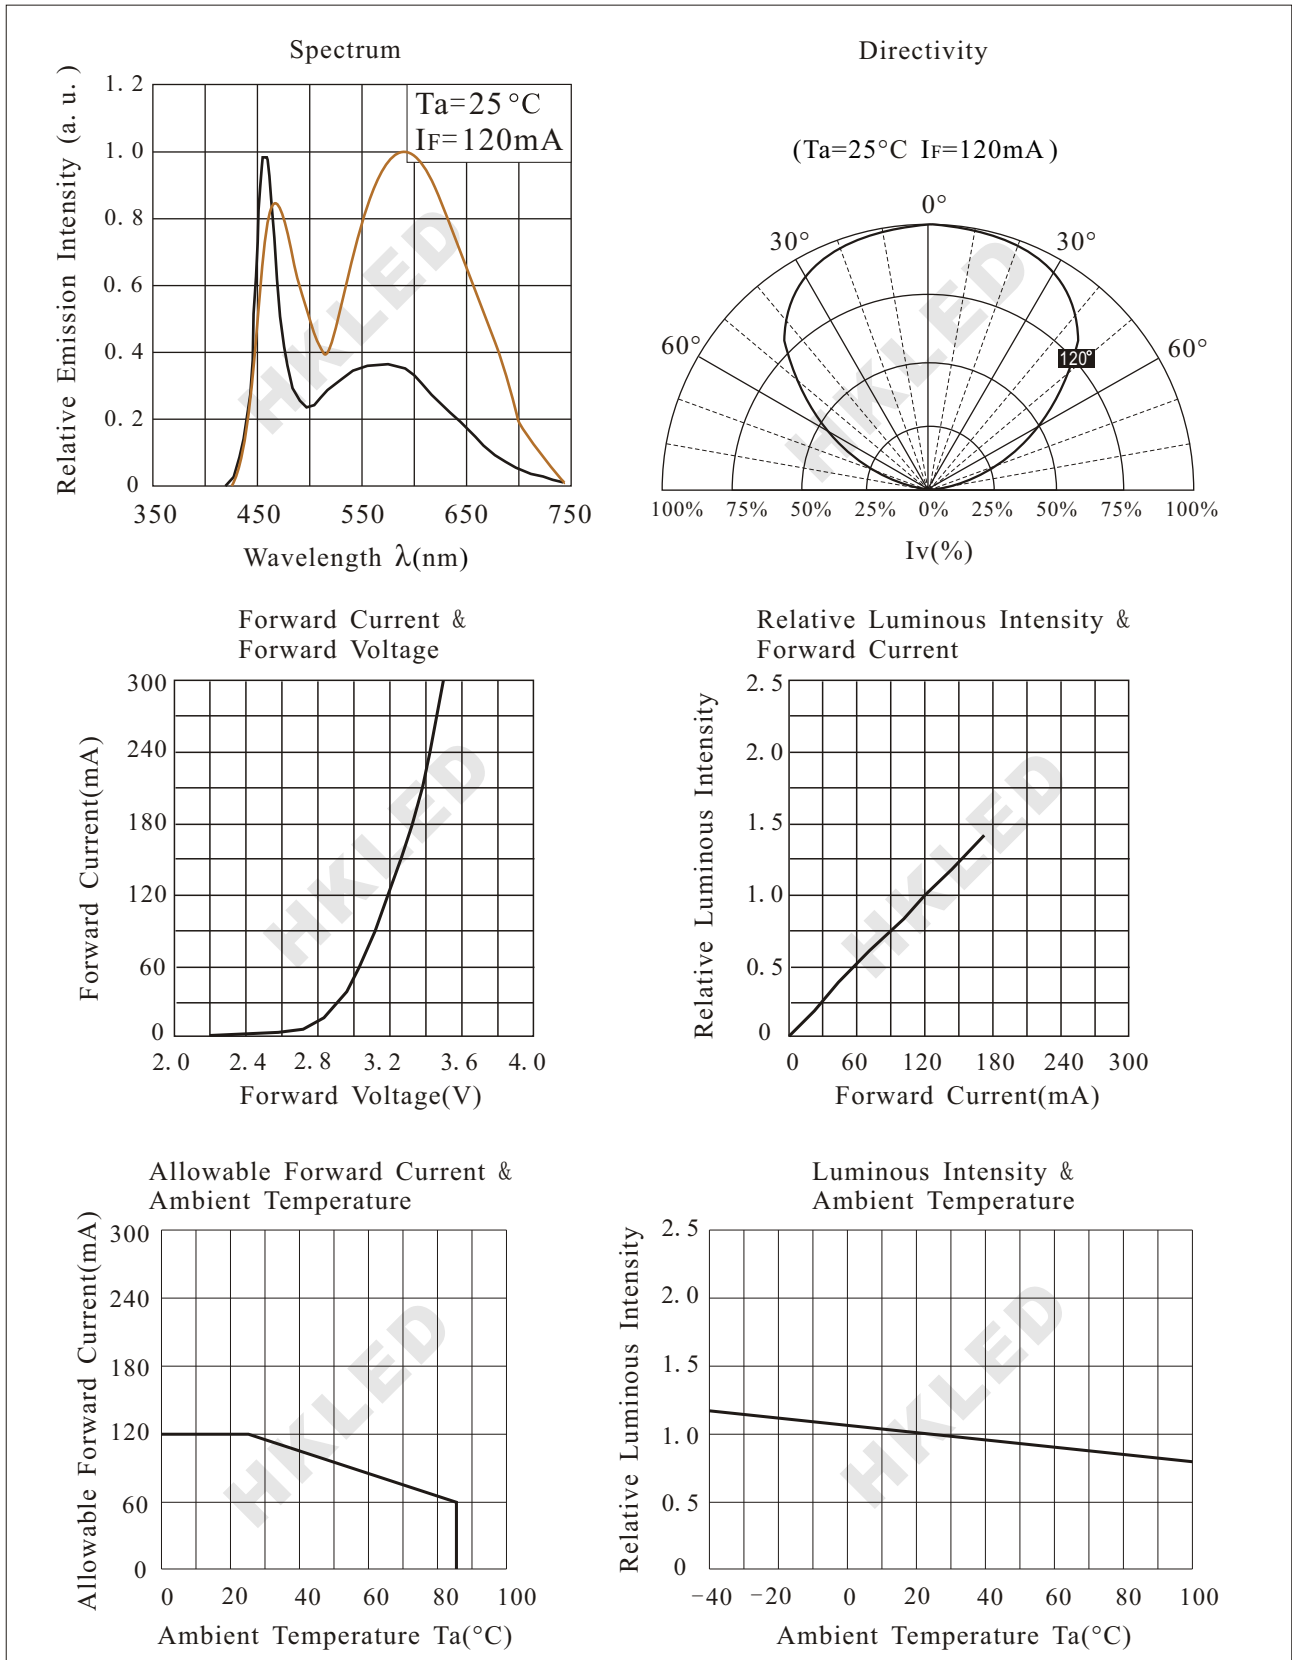 Spectrum
Relative Emission Intensity (a. u. )
1. 2
1. 0
0. 8
0. 6
0. 4
0. 2
0
Ta=25 °C
IF=120mA
HKLED
350 450 550 650 750
Wavelength λ(nm)
Directivity
(Ta=25°C IF=120mA )
0°
30° 30°
60° 60°
120°
HKLED
100% 75% 50% 25% 0% 25% 50% 75% 100%
Iv(%)
Forward Current &
Forward Voltage
Forward Current(mA)
300
240
180
120
60
0
HKLED
2. 0 2. 4 2. 8 3. 2 3. 6 4. 0
Forward Voltage(V)
Relative Luminous Intensity &
Forward Current
Relative Luminous Intensity
2. 5
2. 0
1. 5
1. 0
0. 5
0
HKLED
0 60 120 180 240 300
Forward Current(mA)
Allowable Forward Current &
Ambient Temperature
Allowable Forward Current(mA)
300
240
180
120
60
0
HKLED
0 20 40 60 80 100
Ambient Temperature Ta(°C)
Luminous Intensity &
Ambient Temperature
Relative Luminous Intensity
2. 5
2. 0
1. 5
1. 0
0. 5
0
HKLED
−40 −20 0 20 40 60 80 100
Ambient Temperature Ta(°C)